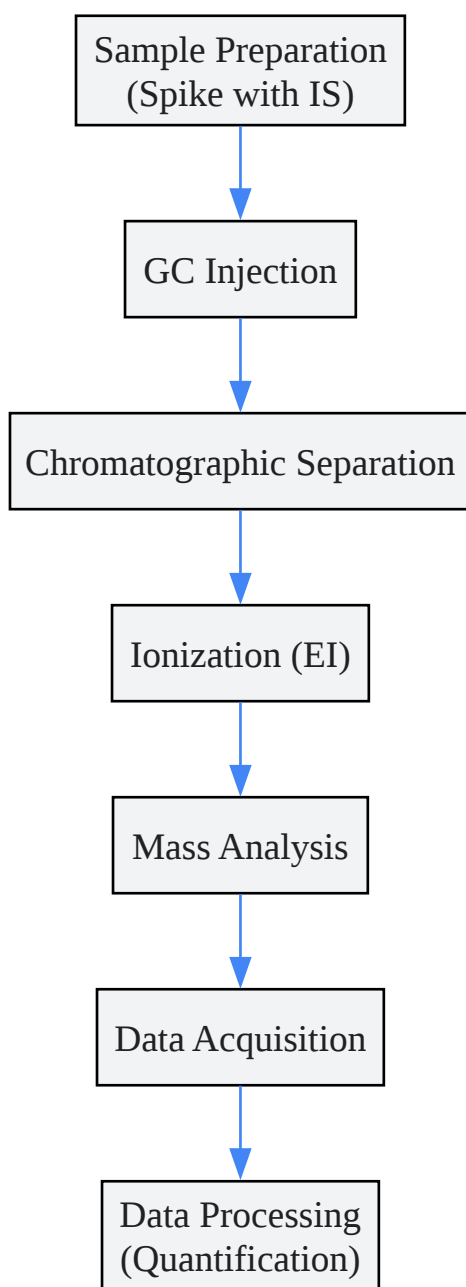 Sample Preparation
(Spike with IS)
GC Injection
Chromatographic Separation
Ionization (EI)
Mass Analysis
Data Acquisition
Data Processing
(Quantification)